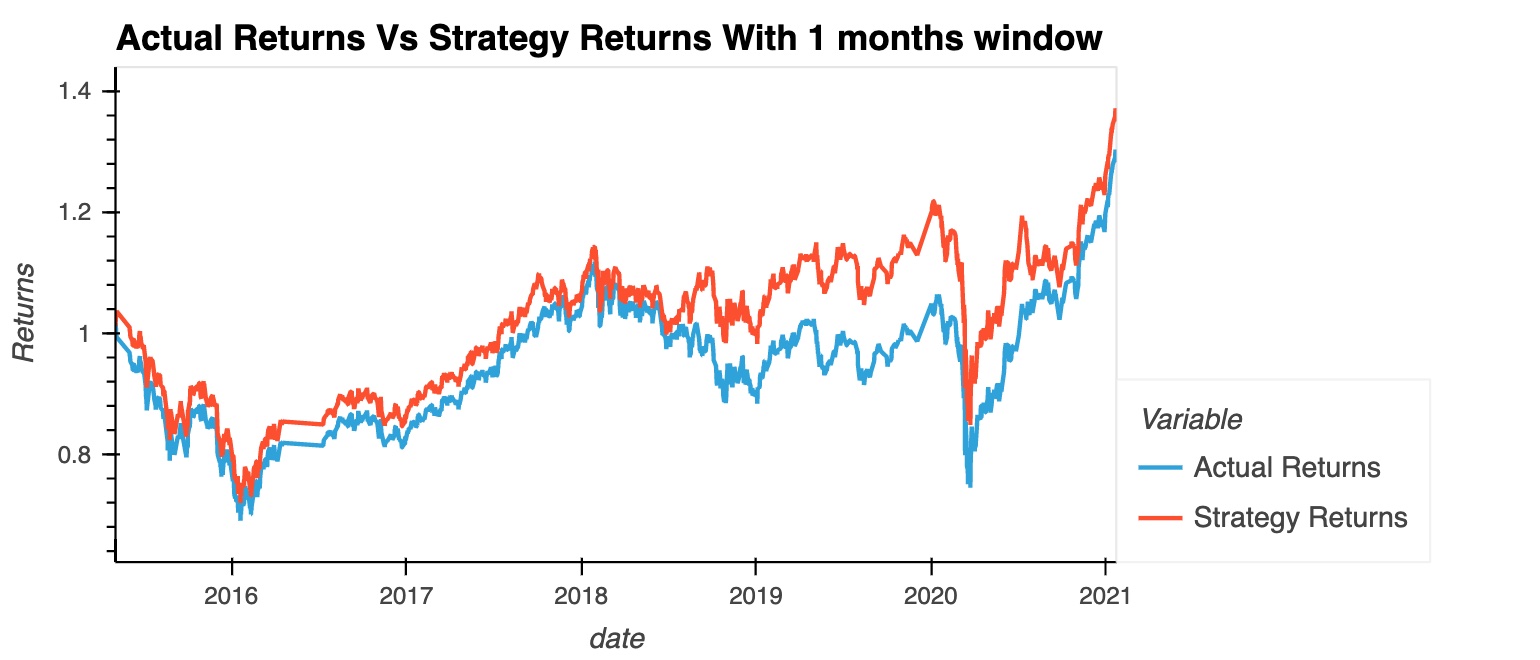 Actual Returns Vs Strategy Returns With 1 months window
1.4
1.2
1
0.8
Returns
2016 2017 2018 2019 2020 2021
date
Variable
Actual Returns
Strategy Returns